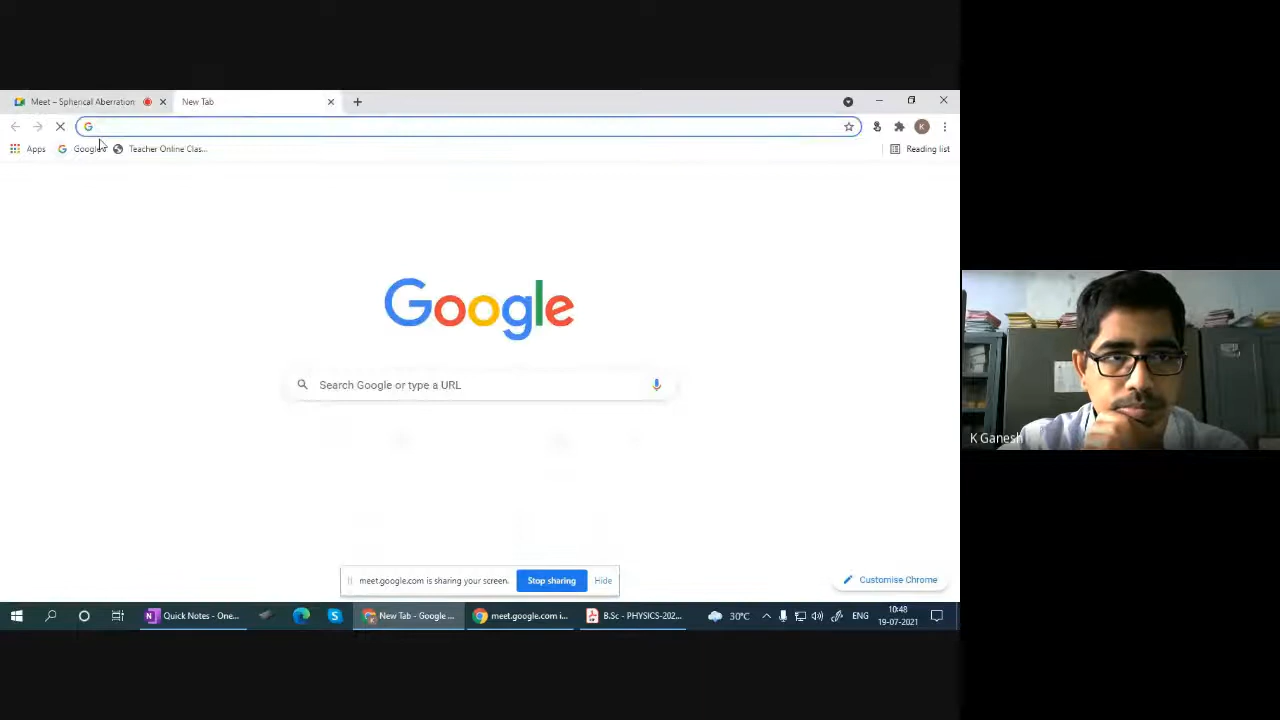 Meet – Spherical Aberration
New Tab
Apps
Google
Teacher Online Clas...
Reading list
Google
Search Google or type a URL
K Ganesh
meet.google.com is sharing your screen.
Stop sharing
Hide
Customise Chrome
Quick Notes - One...
New Tab - Google ...
meet.google.com i...
B.Sc - PHYSICS-202...
30°C
ENG
10:48
19-07-2021